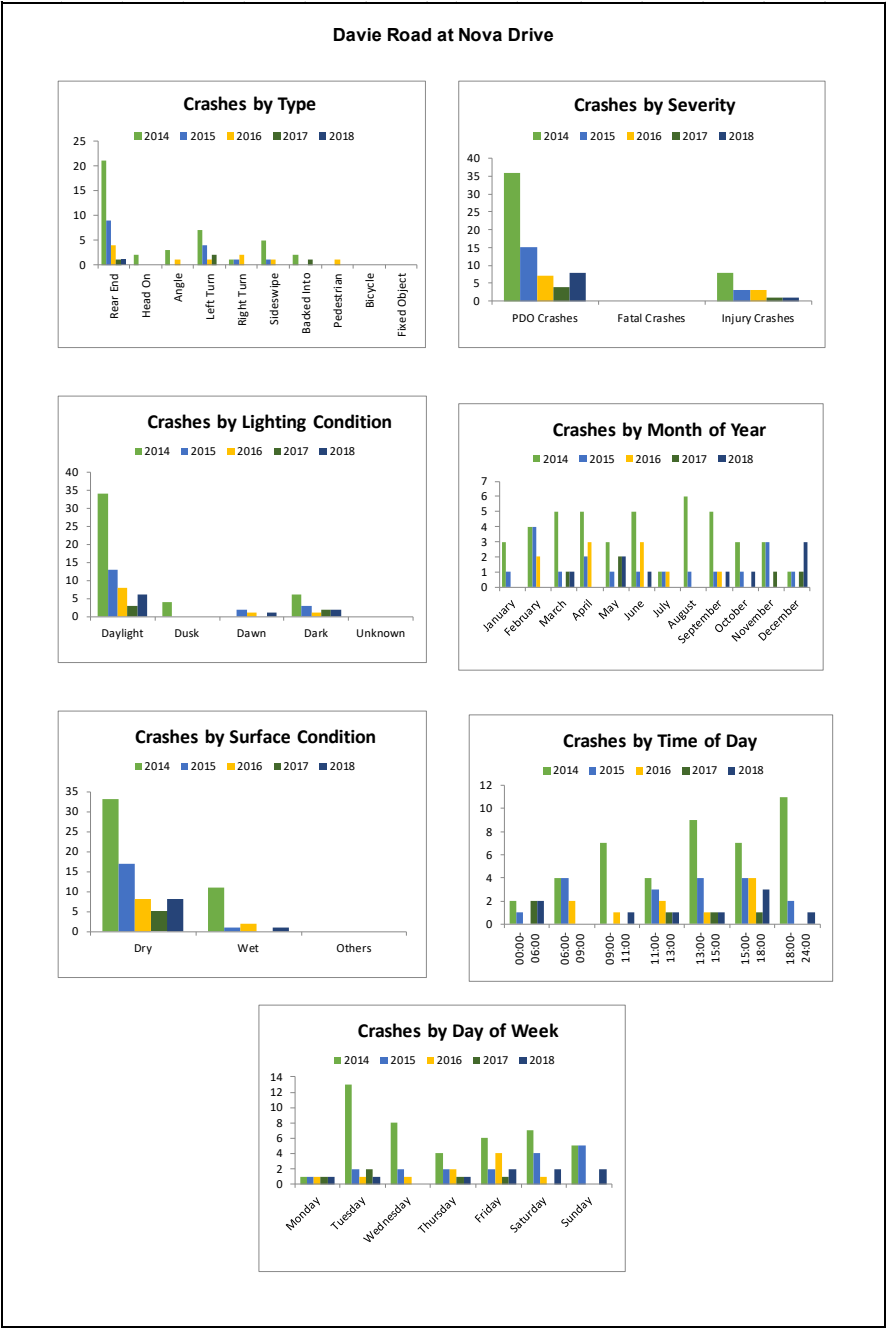 Davie Road at Nova Drive
Crashes by Type
2014 2015 2016 2017 2018
25
20
15
10
5
0
Rear End
Head On
Angle
Left Turn
Right Turn
Sideswipe
Backed Into
Pedestrian
Bicycle
Fixed Object
Crashes by Severity
2014 2015 2016 2017 2018
40
35
30
25
20
15
10
5
0
PDO Crashes Fatal Crashes Injury Crashes
Crashes by Lighting Condition
2014 2015 2016 2017 2018
40
35
30
25
20
15
10
5
0
Daylight Dusk Dawn Dark Unknown
Crashes by Month of Year
2014 2015 2016 2017 2018
7
6
5
4
3
2
1
0
January
February
March
April
May
June
July
August
September
October
November
December
Crashes by Surface Condition
2014 2015 2016 2017 2018
35
30
25
20
15
10
5
0
Dry Wet Others
Crashes by Time of Day
2014 2015 2016 2017 2018
12
10
8
6
4
2
0
00:00-
06:00
06:00-
09:00
09:00-
11:00
11:00-
13:00
13:00-
15:00
15:00-
18:00
18:00-
24:00
Crashes by Day of Week
2014 2015 2016 2017 2018
14
12
10
8
6
4
2
0
Monday
Tuesday
Wednesday
Thursday
Friday
Saturday
Sunday